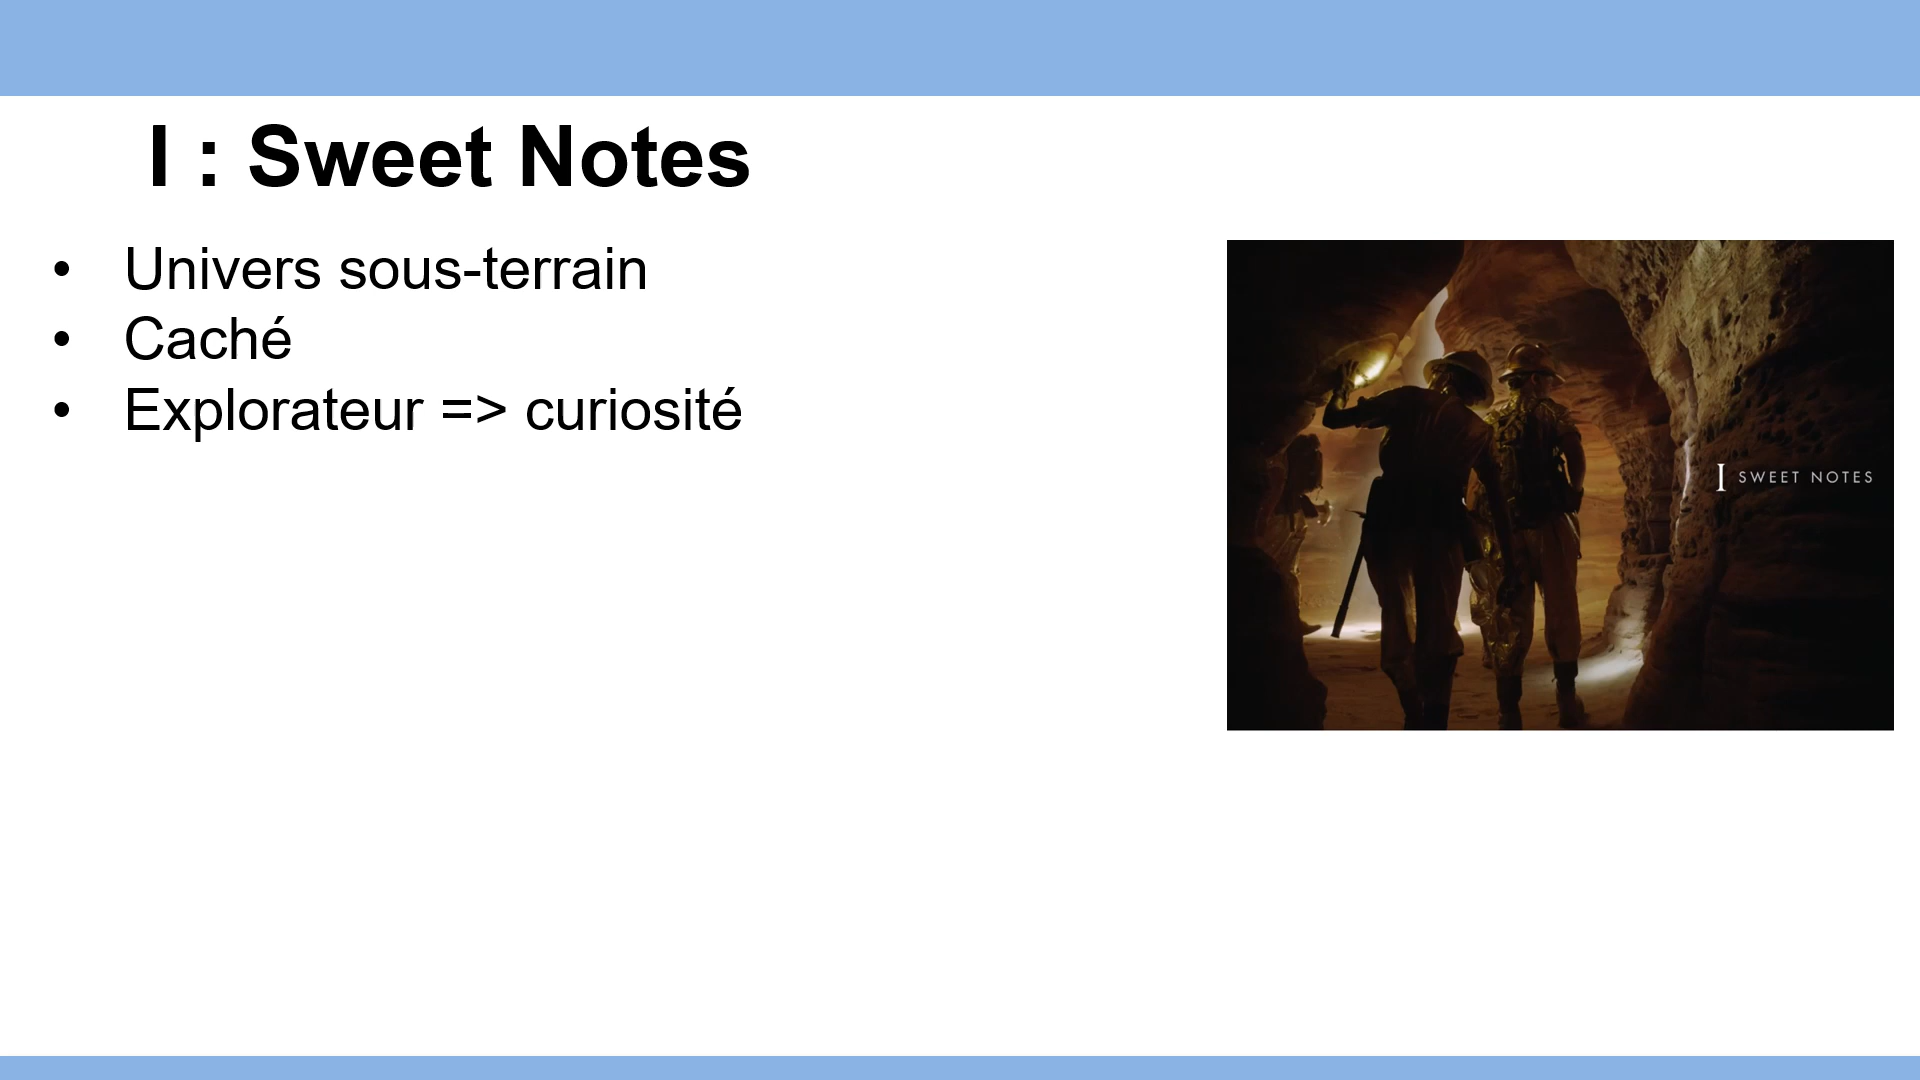 I : Sweet Notes
• Univers sous-terrain
• Caché
• Explorateur => curiosité
I SWEET NOTES